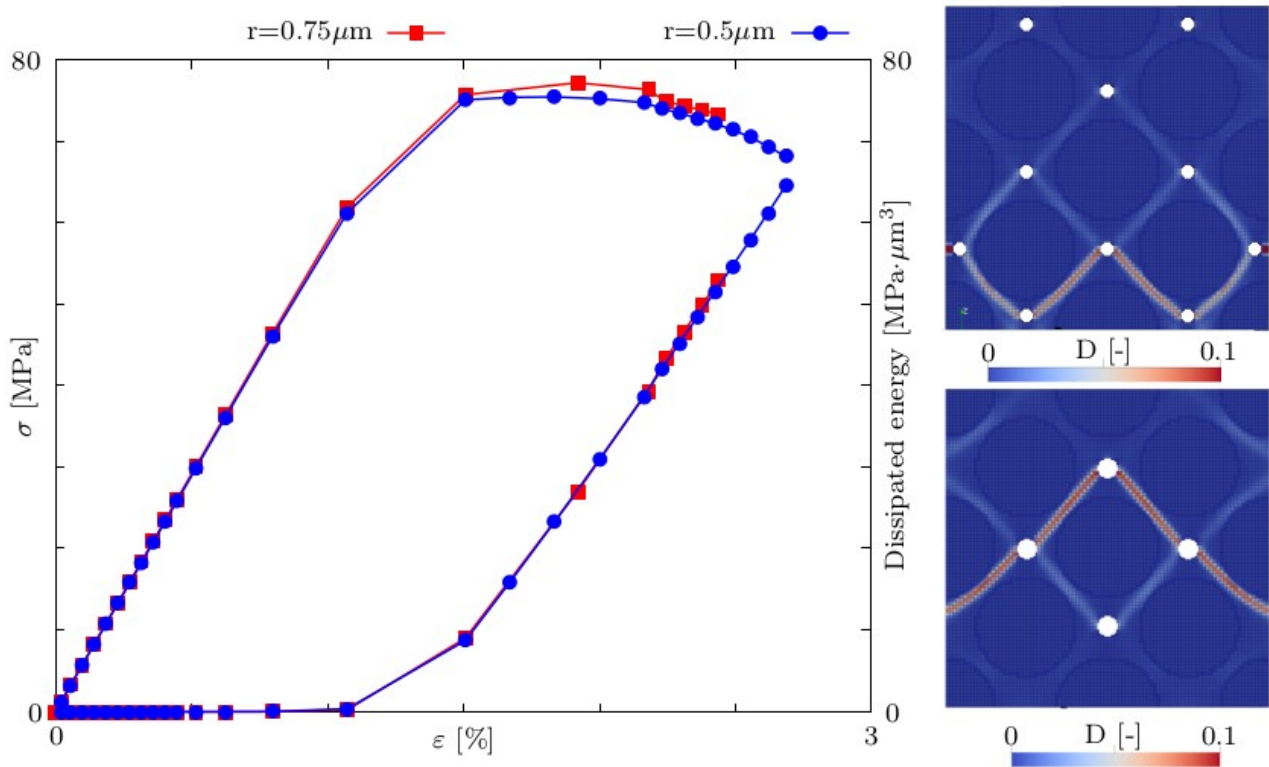 r=0.75μm
r=0.5μm
80
80
σ [MPa]
Dissipated energy [MPa·μm³]
0
0
0
ε [%]
3
0
D [-]
0.1
0
D [-]
0.1